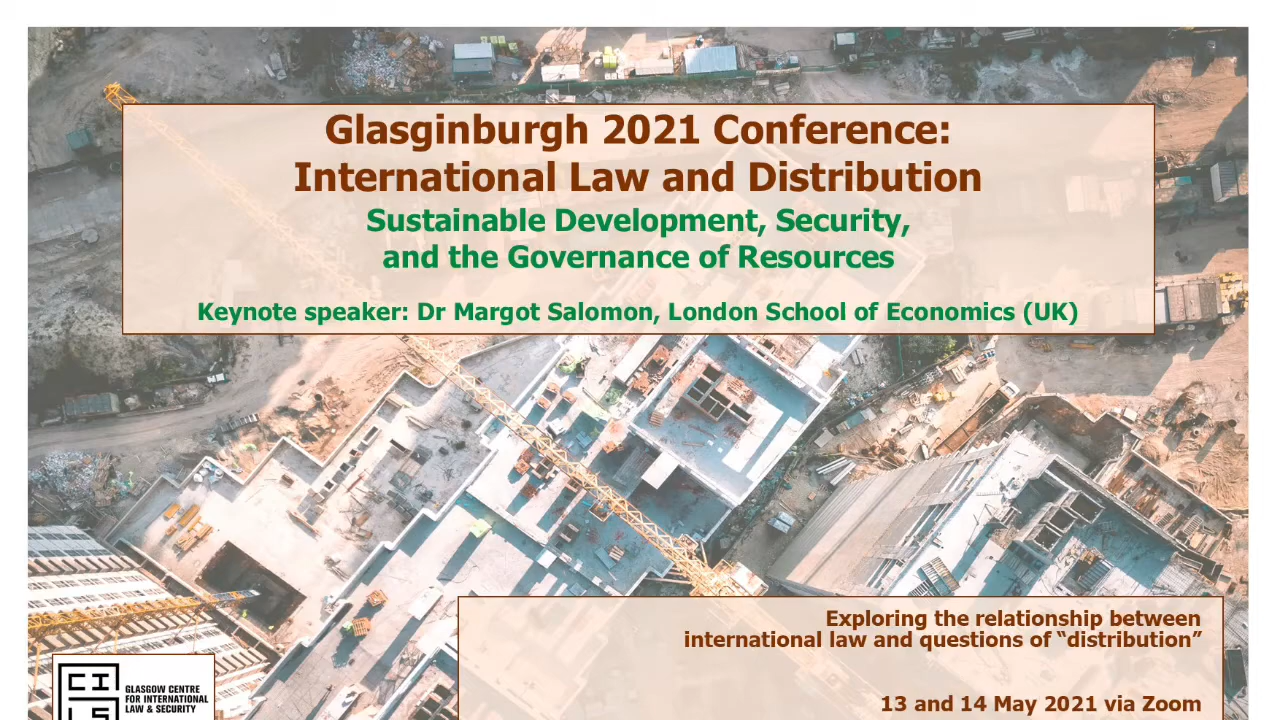 Glasginburgh 2021 Conference:
International Law and Distribution
Sustainable Development, Security,
and the Governance of Resources
Keynote speaker: Dr Margot Salomon, London School of Economics (UK)
Exploring the relationship between
international law and questions of “distribution”
13 and 14 May 2021 via Zoom
CI
LS
GLASGOW CENTRE
FOR INTERNATIONAL
LAW & SECURITY